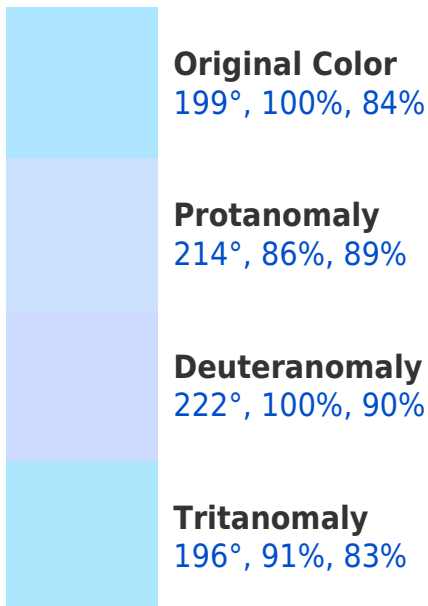 Original Color
199°, 100%, 84%
Protanomaly
214°, 86%, 89%
Deuteranomaly
222°, 100%, 90%
Tritanomaly
196°, 91%, 83%